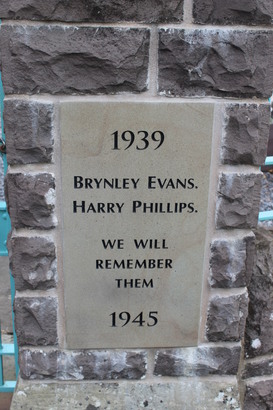 1939
BRYNLEY EVANS.
HARRY PHILLIPS.
WE WILL
REMEMBER
THEM
1945